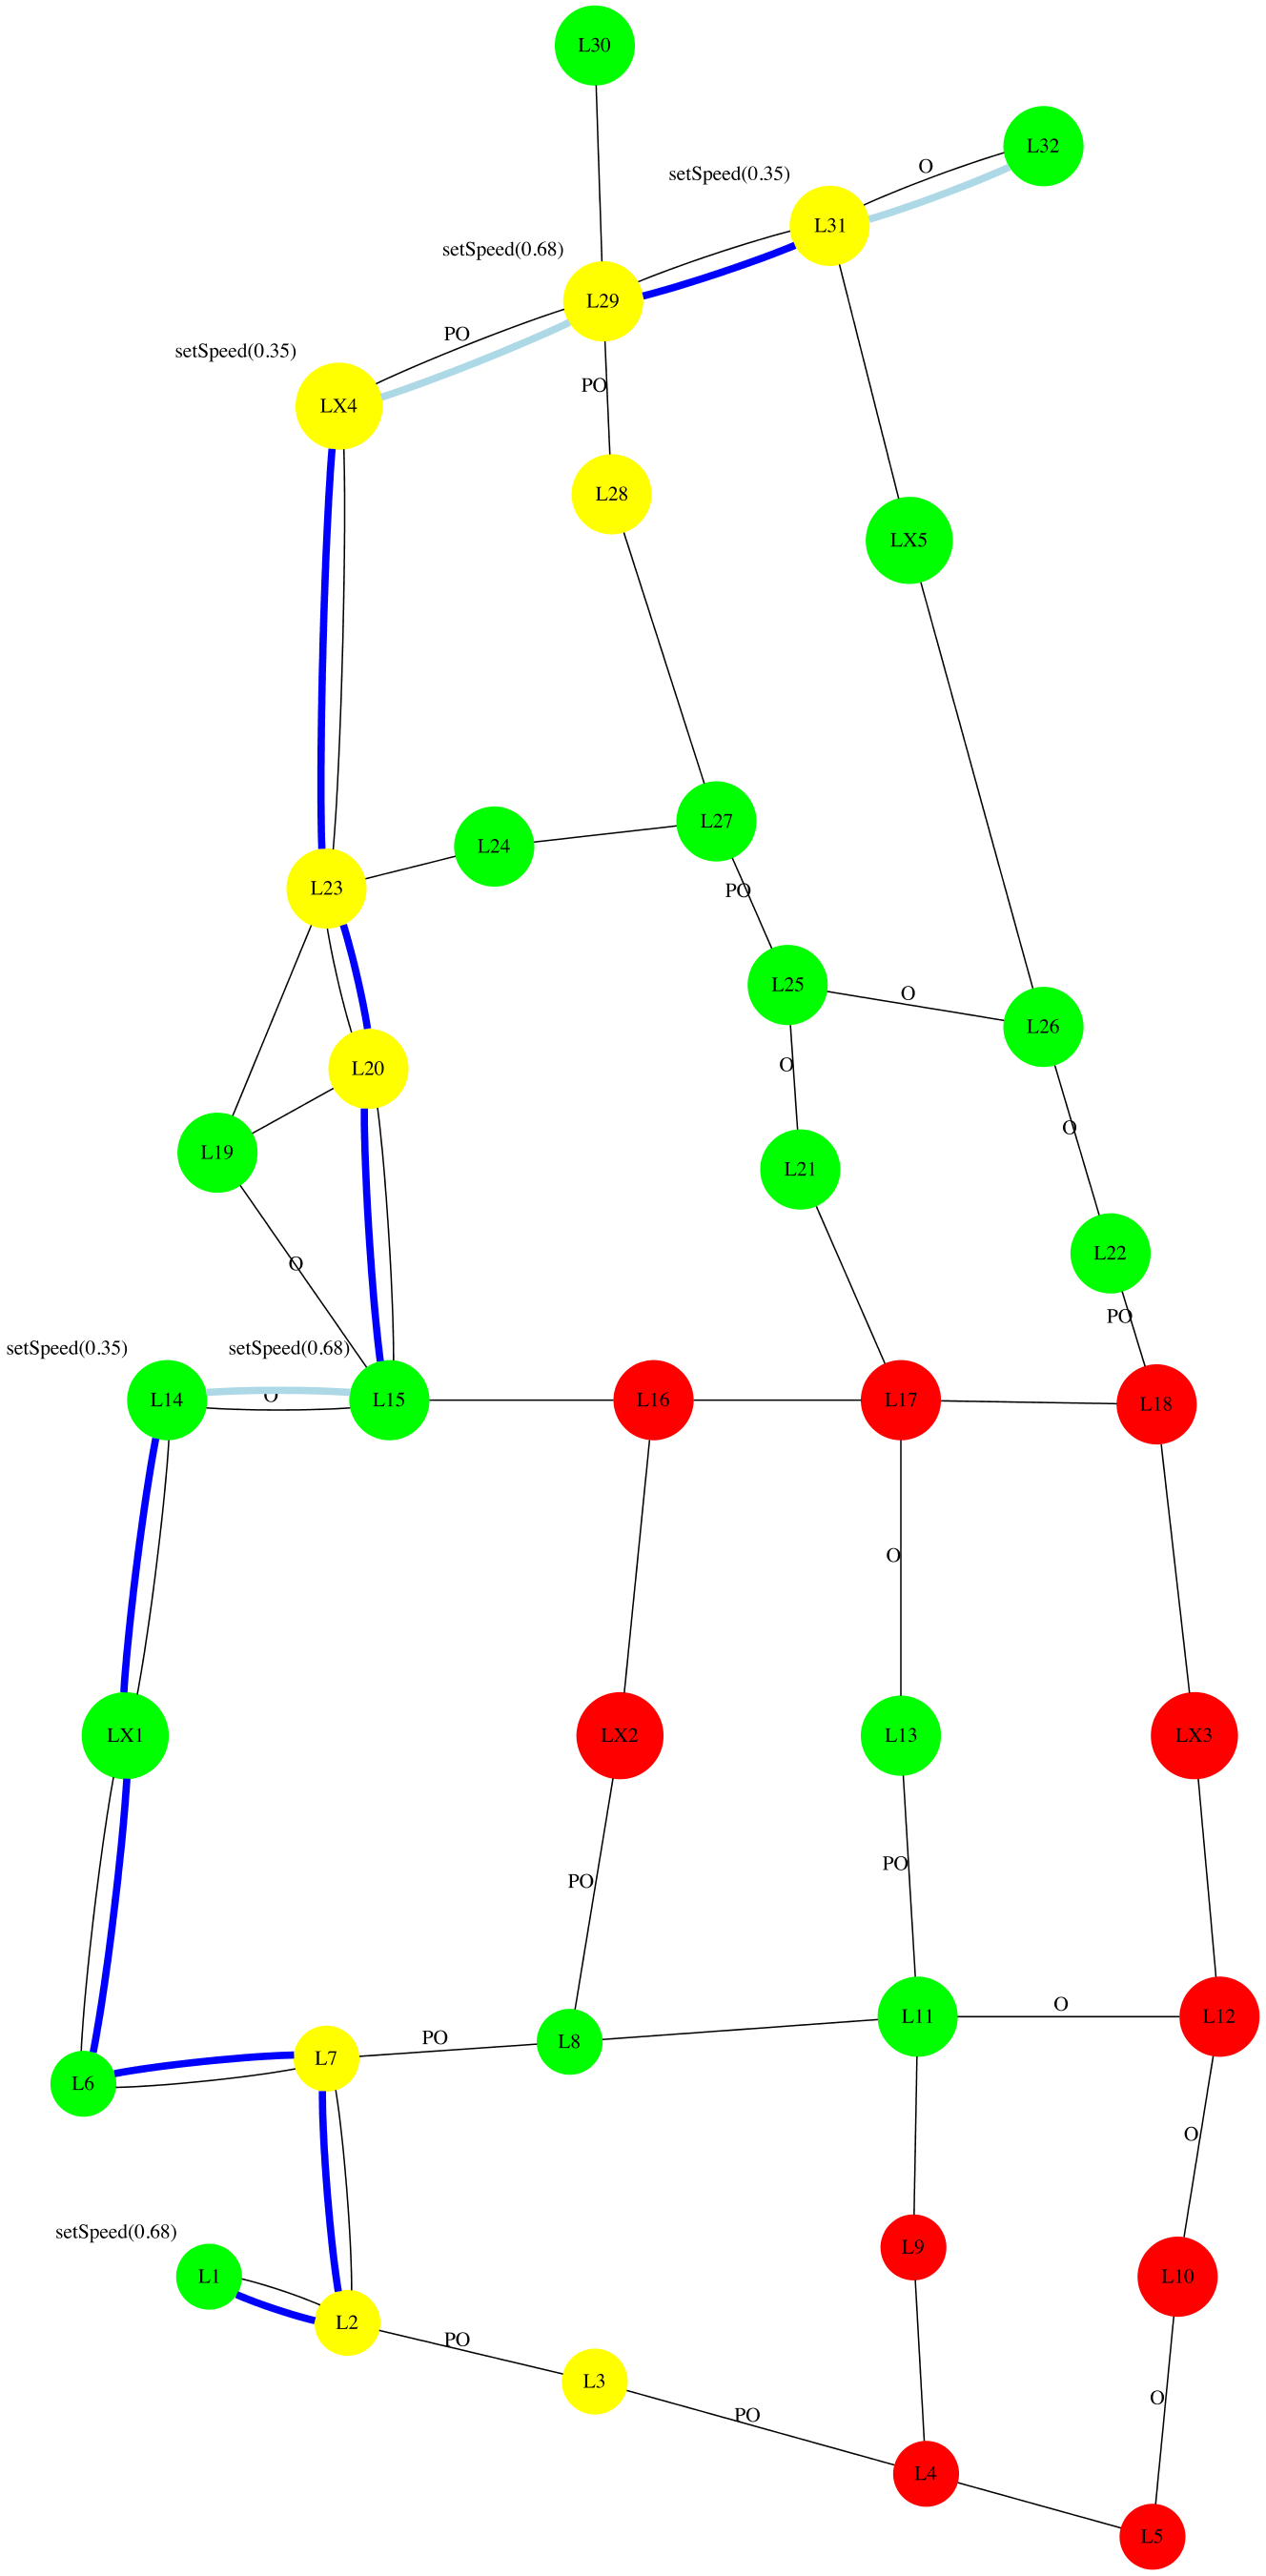 L30
L32
O
setSpeed(0.35)
L31
setSpeed(0.68)
L29
PO
setSpeed(0.35)
PO
LX4
L28
LX5
L27
L24
L23
PO
L25
O
L26
O
L20
O
L19
L21
L22
O
PO
setSpeed(0.35)
setSpeed(0.68)
O
L14
L15
L16
L17
L18
O
LX1
LX2
L13
LX3
PO
PO
O
L11
L12
PO
L8
L7
L6
O
setSpeed(0.68)
L9
L1
L10
L2
PO
L3
O
PO
L4
L5